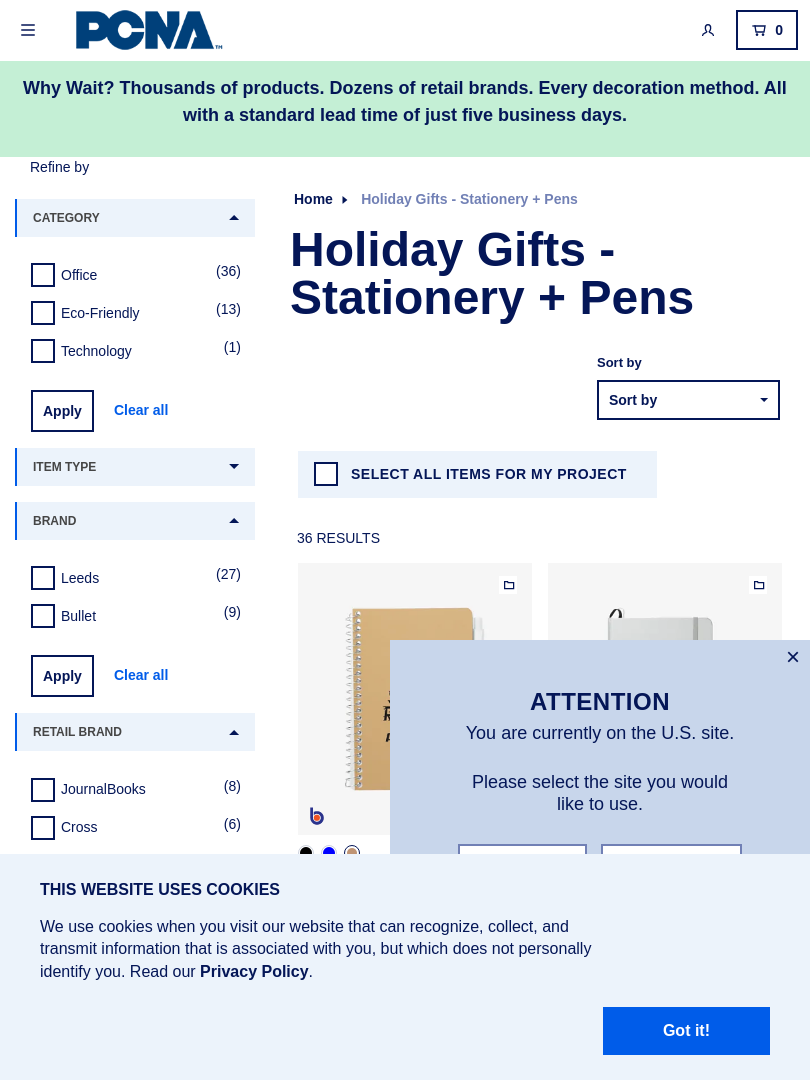 PCNA™
0
Why Wait? Thousands of products. Dozens of retail brands. Every decoration method. All
with a standard lead time of just five business days.
Refine by
CATEGORY
Office (36)
Eco-Friendly (13)
Technology (1)
Apply Clear all
ITEM TYPE
BRAND
Leeds (27)
Bullet (9)
Apply Clear all
RETAIL BRAND
JournalBooks (8)
Cross (6)
Home Holiday Gifts - Stationery + Pens
Holiday Gifts -
Stationery + Pens
Sort by
Sort by
SELECT ALL ITEMS FOR MY PROJECT
36 RESULTS
b
ATTENTION
You are currently on the U.S. site.
Please select the site you would
like to use.
THIS WEBSITE USES COOKIES
We use cookies when you visit our website that can recognize, collect, and
transmit information that is associated with you, but which does not personally
identify you. Read our Privacy Policy.
Got it!